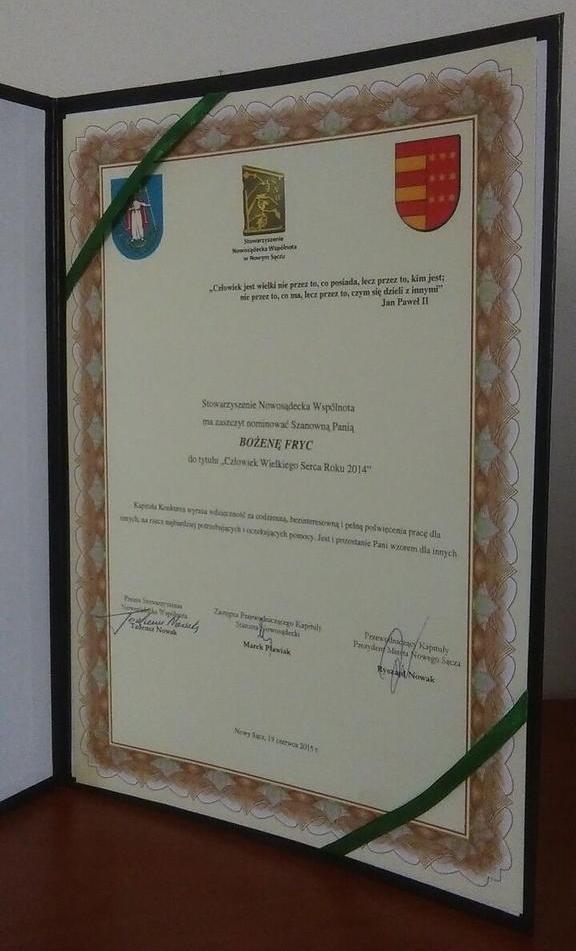 Stowarzyszenie
Nowosądecka Wspólnota
w Nowym Sączu
„Człowiek jest wielki nie przez to, co posiada, lecz przez to, kim jest;
nie przez to, co ma, lecz przez to, czym się dzieli z innymi”
Jan Paweł II
Stowarzyszenie Nowosądecka Wspólnota
ma zaszczyt nominować Szanowną Panią
BOŻENĘ FRYC
do tytułu „Człowiek Wielkiego Serca Roku 2014”
Kapituła Konkursu wyraża wdzięczność za codzienną, bezinteresowną i pełną poświęcenia pracę dla
innych, na rzecz najbardziej potrzebujących i oczekujących pomocy. Jest i pozostanie Pani wzorem dla innych.
Prezes Stowarzyszenia
Nowosądecka Wspólnota
Tadeusz Nowak
Zastępca Przewodniczącego Kapituły
Starosta Nowosądecki
Marek Pławiak
Przewodniczący Kapituły
Prezydent Miasta Nowego Sącza
Ryszard Nowak
Nowy Sącz, 19 czerwca 2015 r.